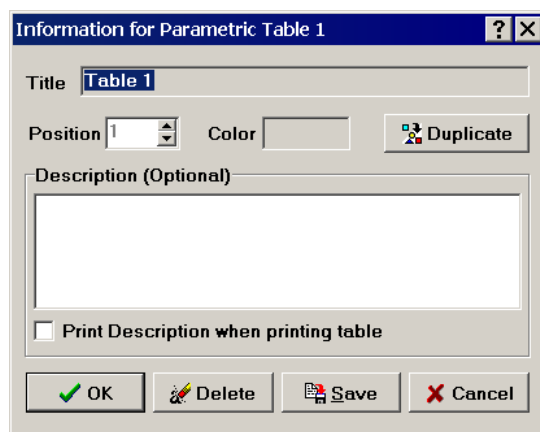 Information for Parametric Table 1
Title Table 1
Position 1 Color Duplicate
Description (Optional)
Print Description when printing table
OK Delete Save Cancel